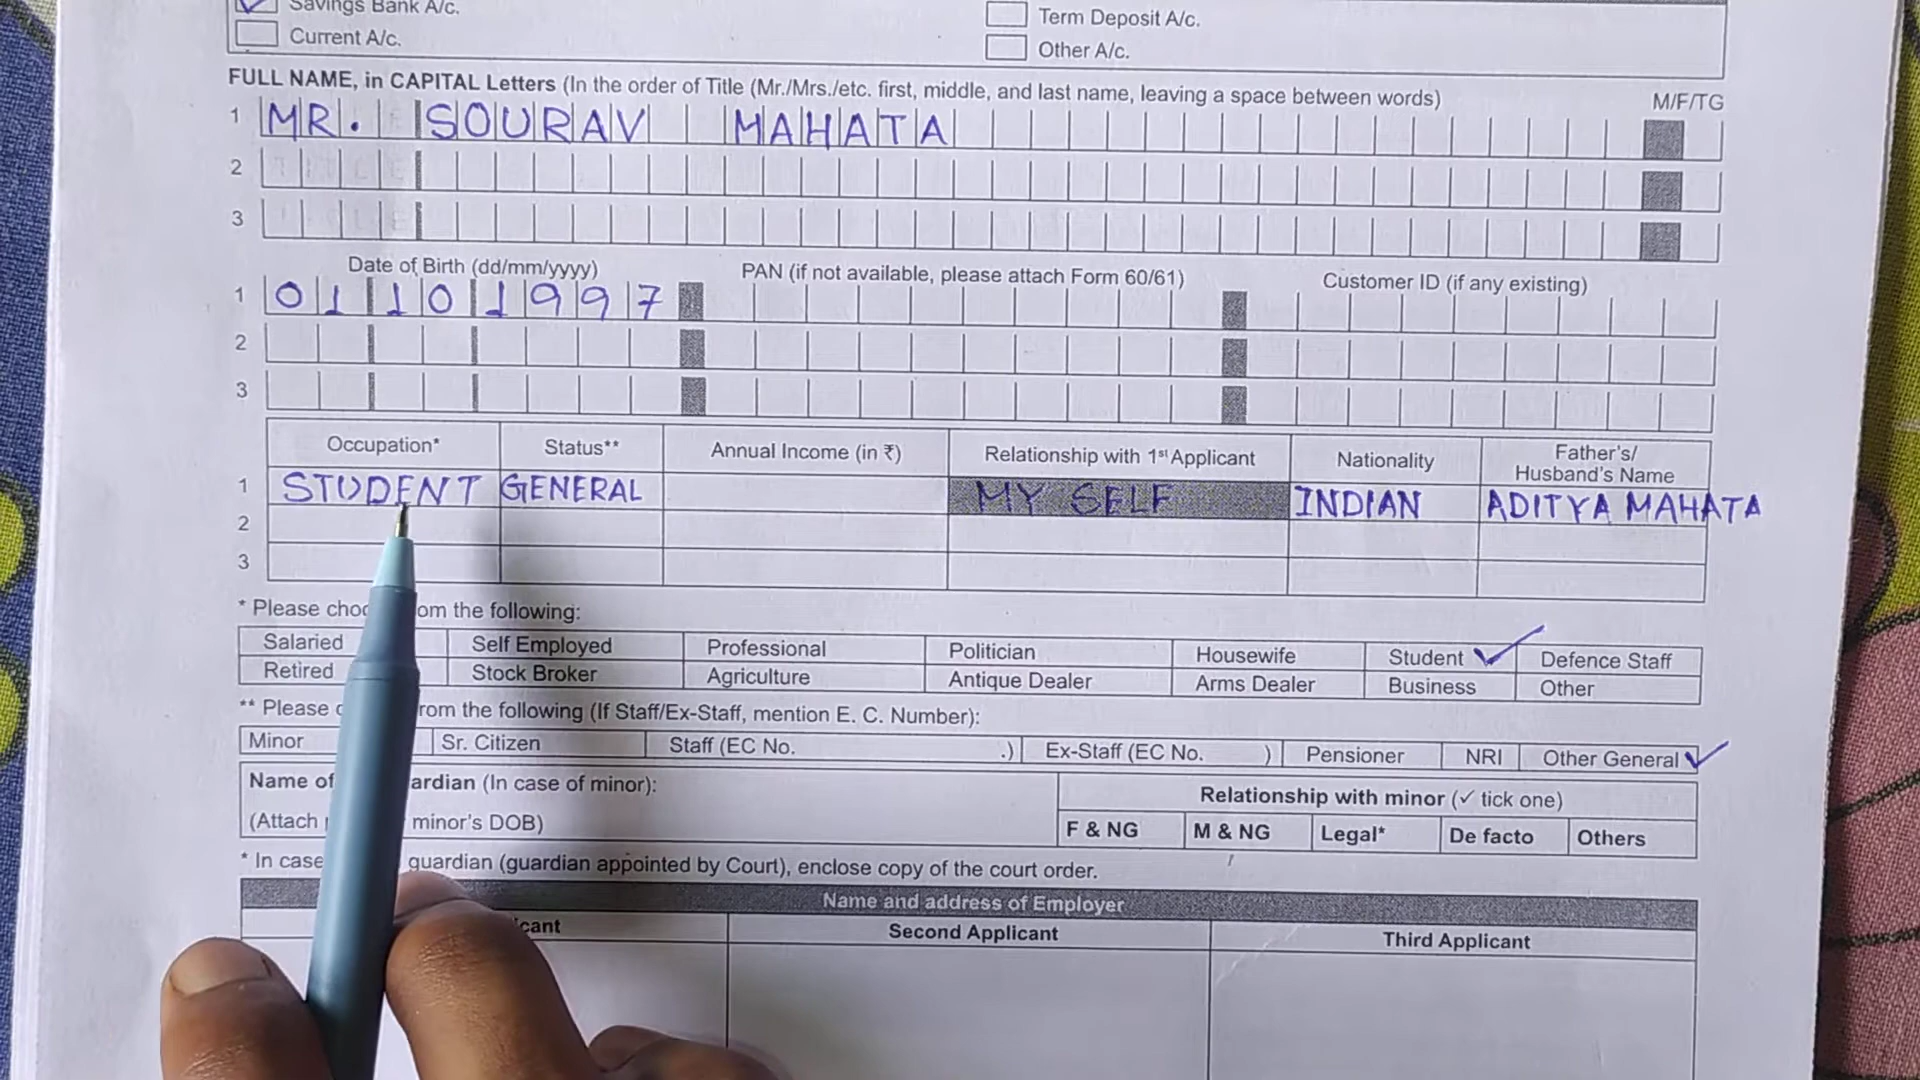 Savings Bank A/c.
Term Deposit A/c.
Current A/c.
Other A/c.
FULL NAME, in CAPITAL Letters (In the order of Title (Mr./Mrs./etc. first, middle, and last name, leaving a space between words) M/F/TG
1 MR. SOURAV MAHATA
2
3
Date of Birth (dd/mm/yyyy) PAN (if not available, please attach Form 60/61) Customer ID (if any existing)
1 01101997
2
3
Occupation* Status** Annual Income (in ₹) Relationship with 1st Applicant Nationality Father's/
Husband's Name
1 STUDENT GENERAL MY SELF INDIAN ADITYA MAHATA
2
3
* Please om the following:
Salaried Self Employed Professional Politician Housewife Student ✓ Defence Staff
Retired Stock Broker Agriculture Antique Dealer Arms Dealer Business Other
** Please rom the following (If Staff/Ex-Staff, mention E. C. Number):
Minor Sr. Citizen Staff (EC No. .) Ex-Staff (EC No. ) Pensioner NRI Other General ✓
Name of ardian (In case of minor):
Relationship with minor (✓ tick one)
(Attach minor's DOB)
F & NG M & NG Legal* De facto Others
* In case guardian (guardian appointed by Court), enclose copy of the court order.
Name and address of Employer
cant Second Applicant Third Applicant